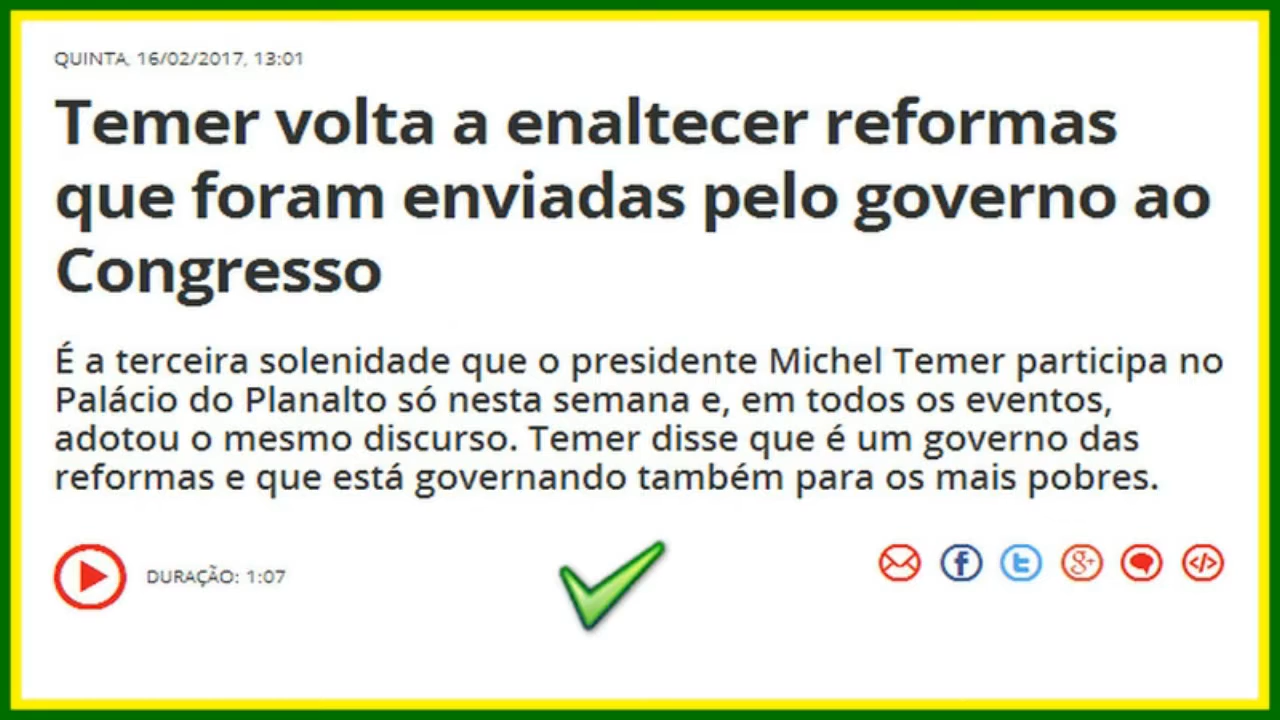 QUINTA, 16/02/2017, 13:01
Temer volta a enaltecer reformas
que foram enviadas pelo governo ao
Congresso
É a terceira solenidade que o presidente Michel Temer participa no
Palácio do Planalto só nesta semana e, em todos os eventos,
adotou o mesmo discurso. Temer disse que é um governo das
reformas e que está governando também para os mais pobres.
DURAÇÃO: 1:07